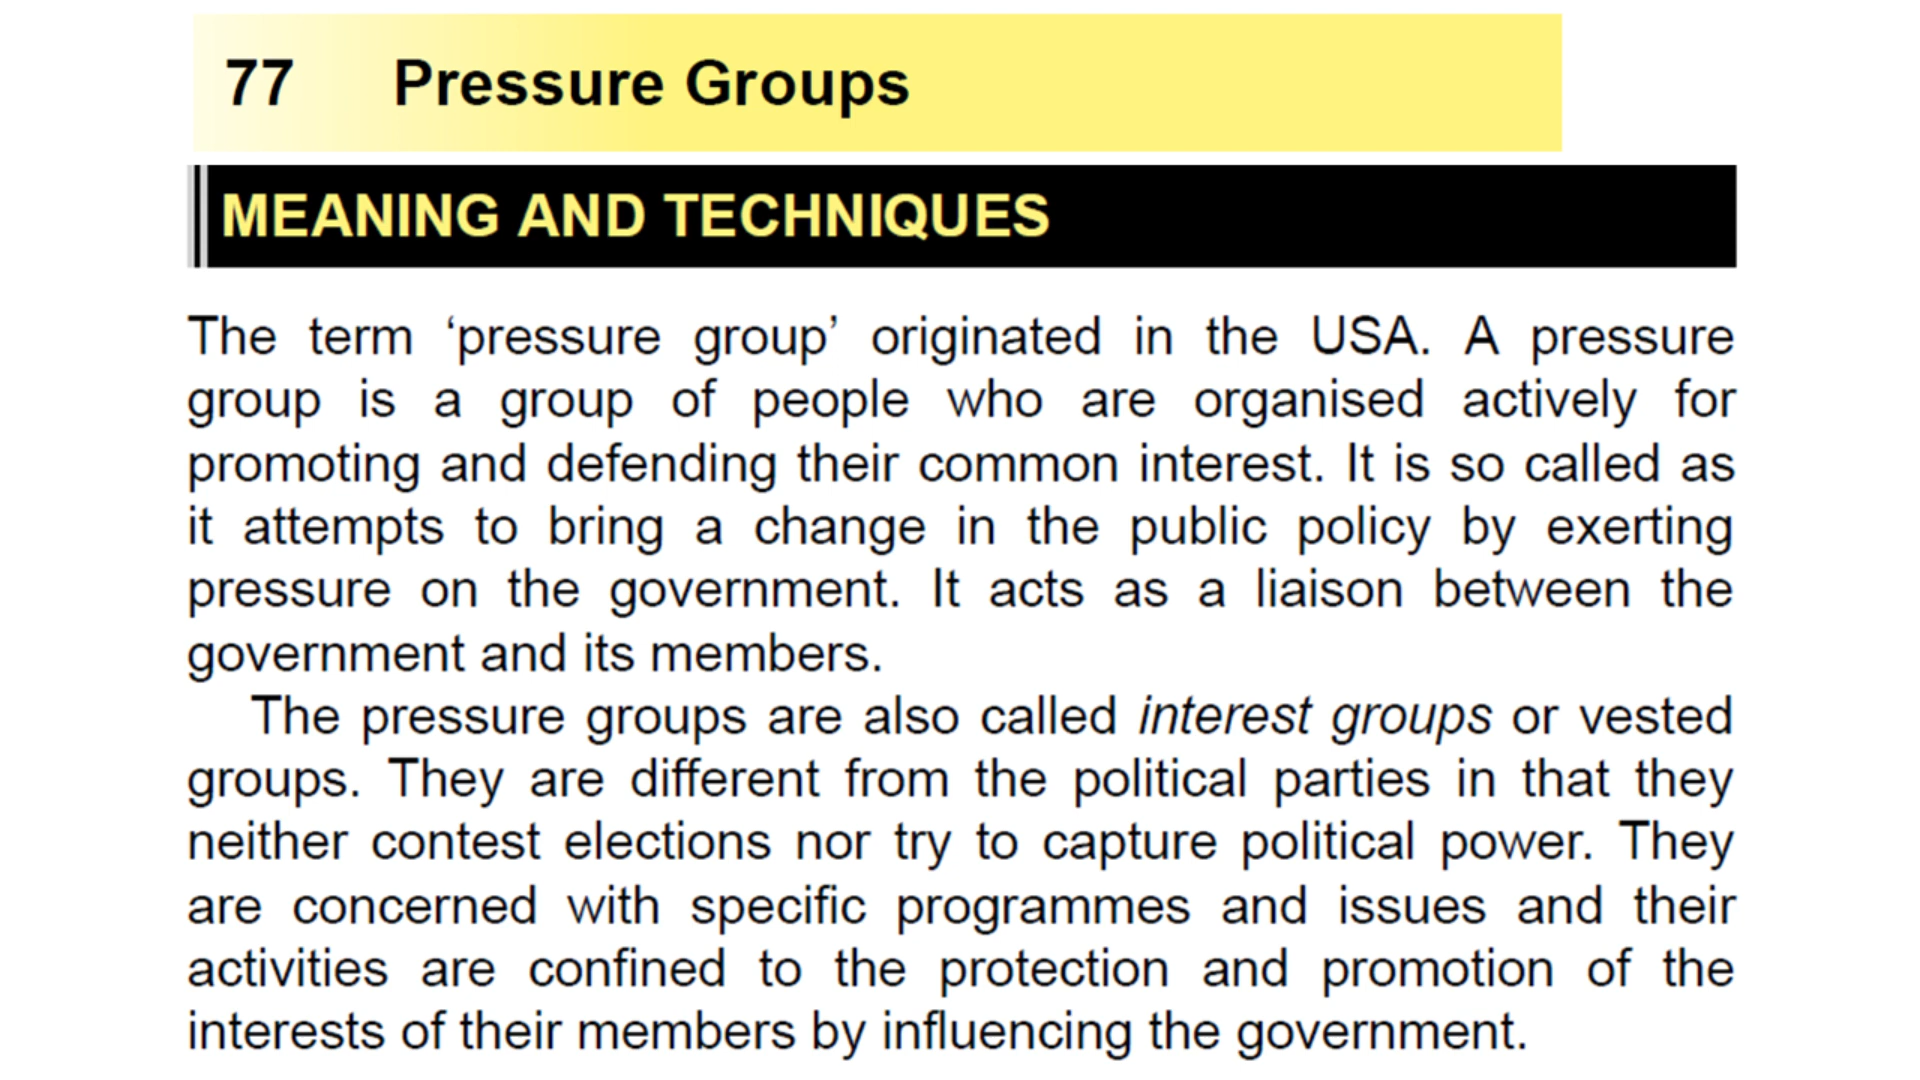 77 Pressure Groups
MEANING AND TECHNIQUES
The term ‘pressure group’ originated in the USA. A pressure
group is a group of people who are organised actively for
promoting and defending their common interest. It is so called as
it attempts to bring a change in the public policy by exerting
pressure on the government. It acts as a liaison between the
government and its members.
The pressure groups are also called interest groups or vested
groups. They are different from the political parties in that they
neither contest elections nor try to capture political power. They
are concerned with specific programmes and issues and their
activities are confined to the protection and promotion of the
interests of their members by influencing the government.